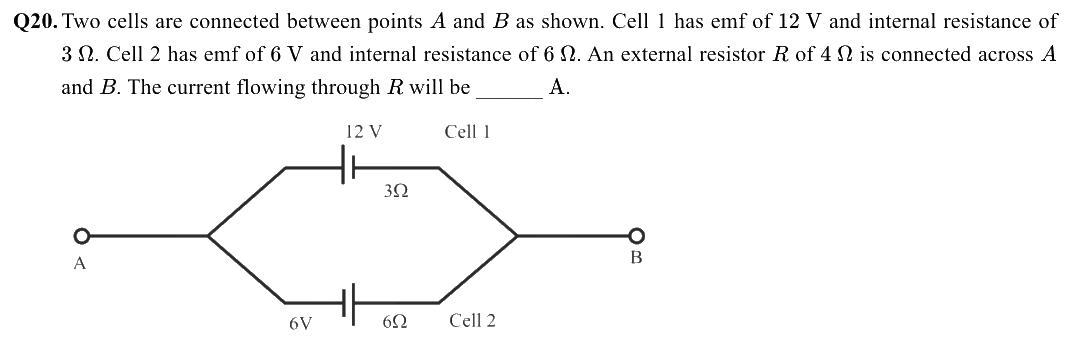 Q20. Two cells are connected between points A and B as shown. Cell 1 has emf of 12 V and internal resistance of
3 Ω. Cell 2 has emf of 6 V and internal resistance of 6 Ω. An external resistor R of 4 Ω is connected across A
and B. The current flowing through R will be ______ A.
12 V Cell 1
3Ω
A
B
6V 6Ω Cell 2